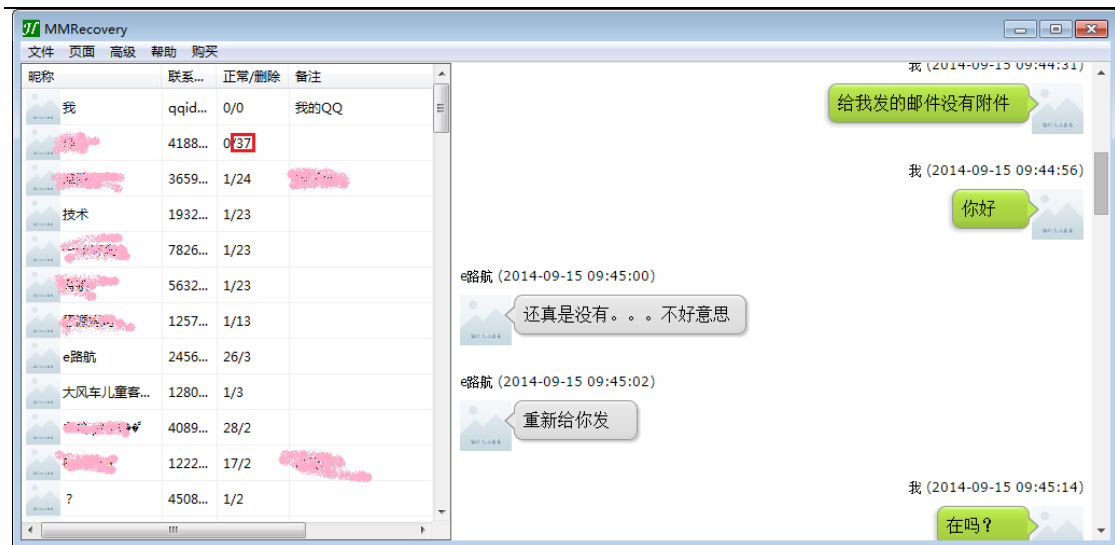 MMRecovery
文件 页面 高级 帮助 购买
昵称 联系... 正常/删除 备注
我 qqid... 0/0 我的QQ
4188... 0/37
3659... 1/24
技术 1932... 1/23
7826... 1/23
5632... 1/23
1257... 1/13
e路航 2456... 26/3
大风车儿童客... 1280... 1/3
4089... 28/2
1222... 17/2
? 4508... 1/2
我 (2014-09-15 09:44:31)
给我发的邮件没有附件
我 (2014-09-15 09:44:56)
你好
e路航 (2014-09-15 09:45:00)
还真是没有。。。不好意思
e路航 (2014-09-15 09:45:02)
重新给你发
我 (2014-09-15 09:45:14)
在吗?